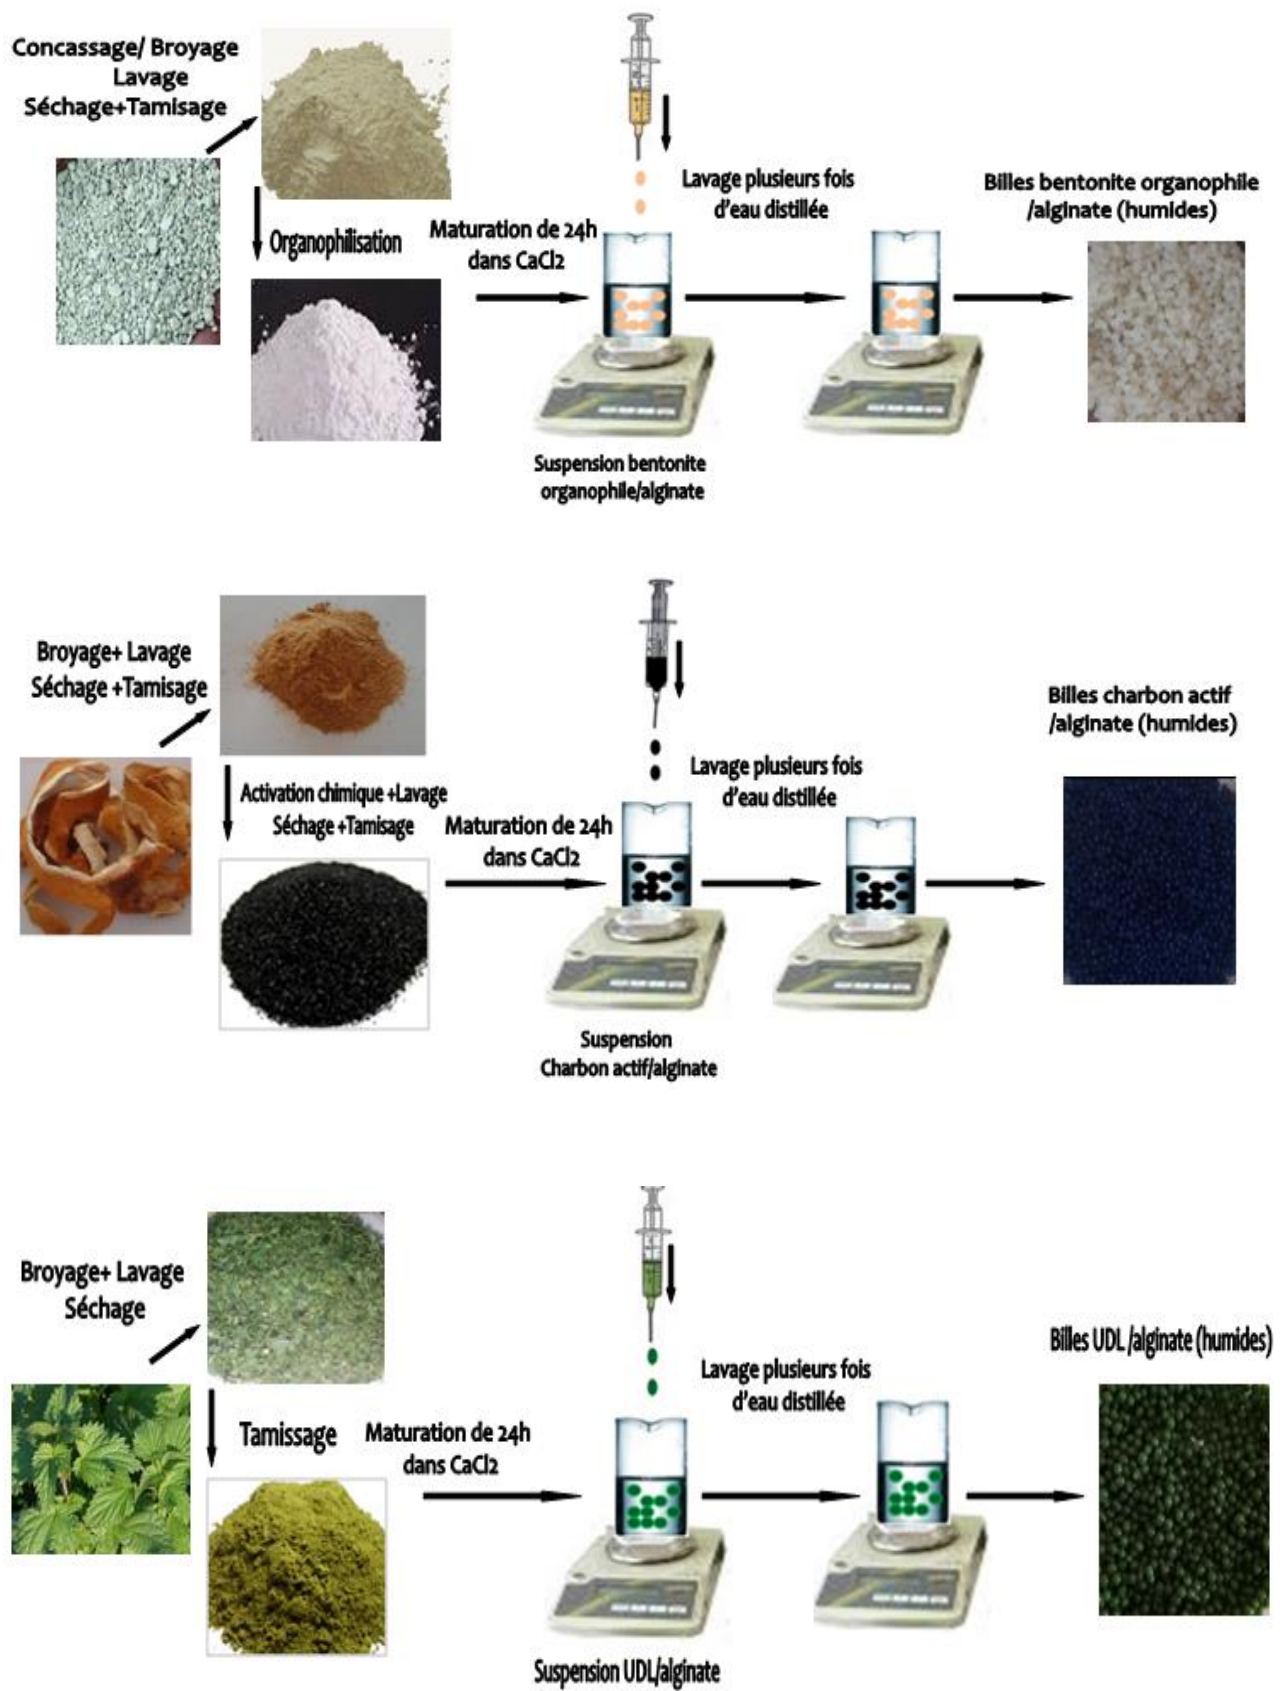 Concassage/ Broyage
Lavage
Séchage+Tamisage
Organophilisation
Maturation de 24h
dans CaCl2
Lavage plusieurs fois
d'eau distillée
Billes bentonite organophile
/alginate (humides)
Suspension bentonite
organophile/alginate
Broyage+ Lavage
Séchage +Tamisage
Activation chimique +Lavage
Séchage +Tamisage
Maturation de 24h
dans CaCl2
Lavage plusieurs fois
d'eau distillée
Billes charbon actif
/alginate (humides)
Suspension
Charbon actif/alginate
Broyage+ Lavage
Séchage
Tamissage
Maturation de 24h
dans CaCl2
Lavage plusieurs fois
d'eau distillée
Billes UDL /alginate (humides)
Suspension UDL/alginate